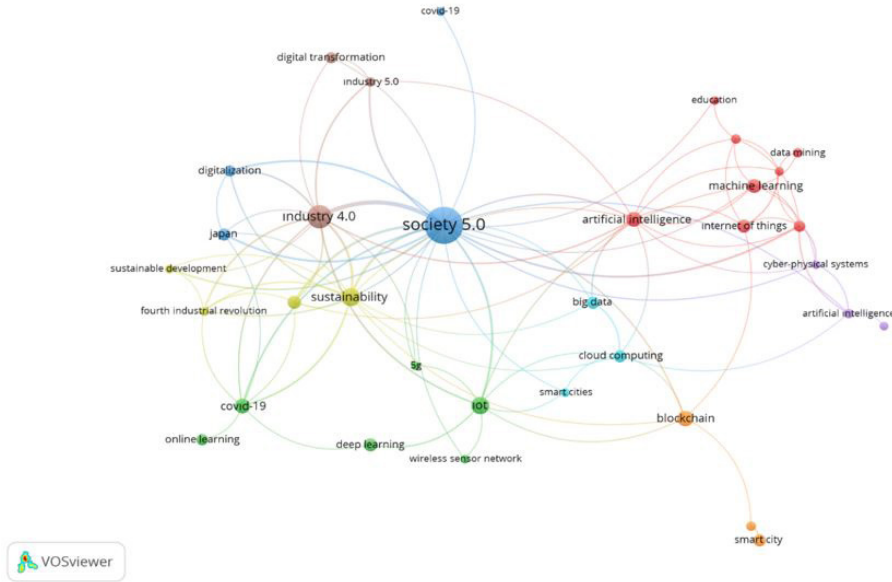 covid-19
digital transformation
industry 5.0
education
data mining
digitalization
machine learning
industry 4.0
society 5.0
artificial intelligence
internet of things
japan
cyber-physical systems
sustainable development
sustainability
big data
fourth industrial revolution
artificial intelligence
cloud computing
5g
smart cities
covid-19
iot
blockchain
online learning
deep learning
wireless sensor network
smart city
VOSviewer